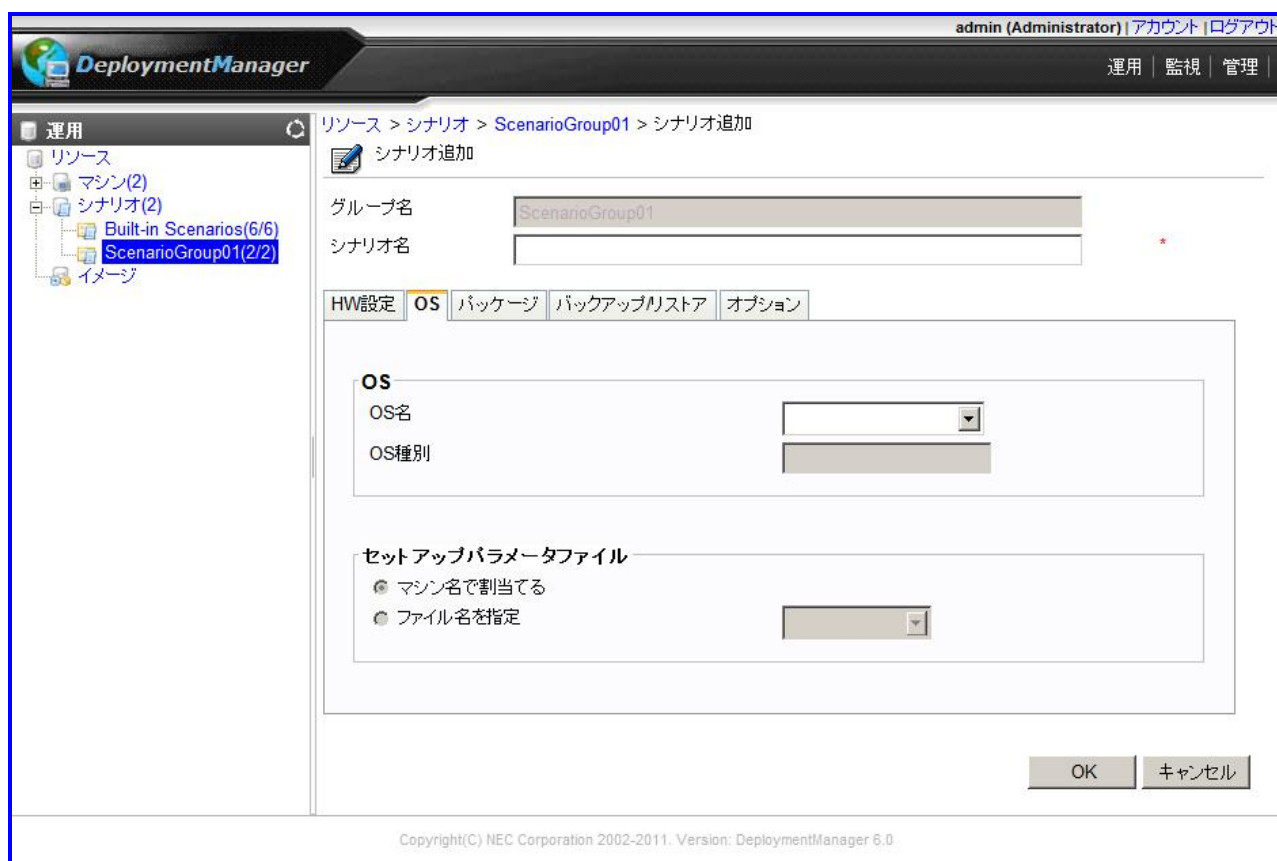 admin (Administrator) | アカウント | ログアウト
DeploymentManager
運用 | 監視 | 管理 |
運用
リソース
マシン(2)
シナリオ(2)
Built-in Scenarios(6/6)
ScenarioGroup01(2/2)
イメージ
リソース > シナリオ > ScenarioGroup01 > シナリオ追加
シナリオ追加
グループ名 ScenarioGroup01
シナリオ名 *
HW設定 OS パッケージ バックアップ/リストア オプション
OS
OS名
OS種別
セットアップパラメータファイル
マシン名で割当てる
ファイル名を指定
OK キャンセル
Copyright(C) NEC Corporation 2002-2011. Version: DeploymentManager 6.0